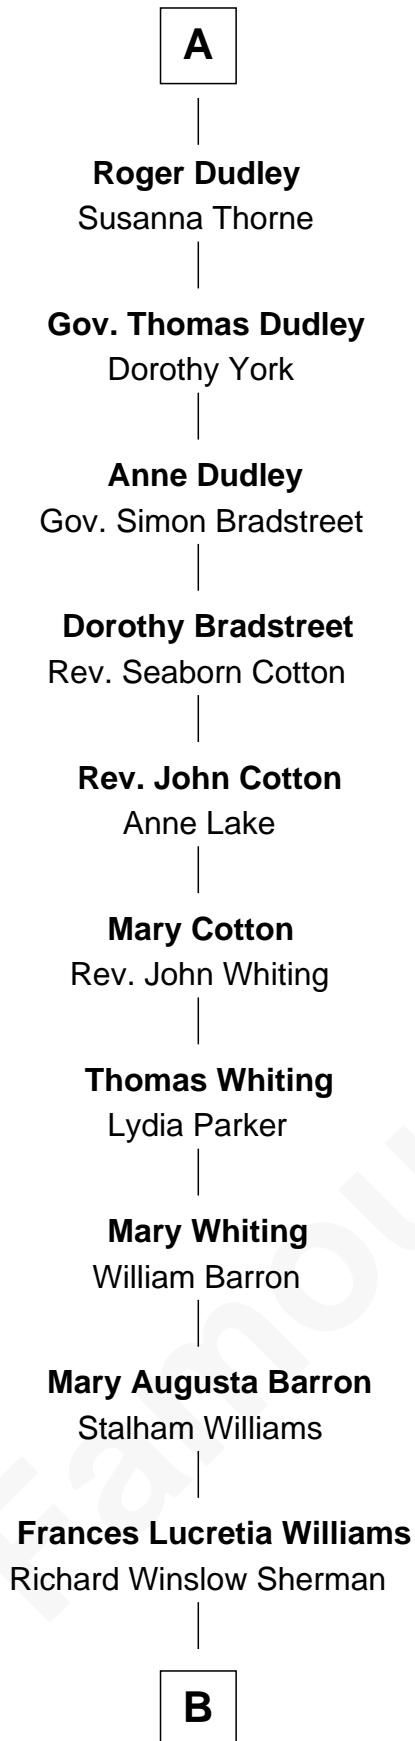 A
Roger Dudley
Susanna Thorne
Gov. Thomas Dudley
Dorothy York
Anne Dudley
Gov. Simon Bradstreet
Dorothy Bradstreet
Rev. Seaborn Cotton
Rev. John Cotton
Anne Lake
Mary Cotton
Rev. John Whiting
Thomas Whiting
Lydia Parker
Mary Whiting
William Barron
Mary Augusta Barron
Stalham Williams
Frances Lucretia Williams
Richard Winslow Sherman
B
Famou